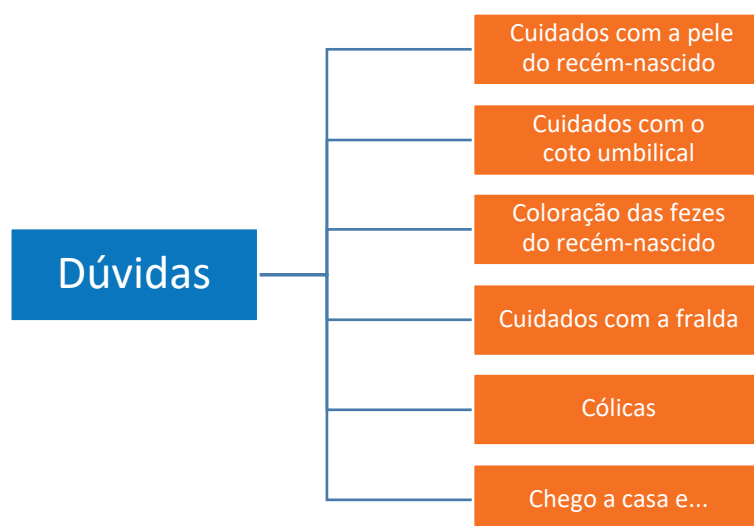 Dúvidas
Cuidados com a pele
do recém-nascido
Cuidados com o
coto umbilical
Coloração das fezes
do recém-nascido
Cuidados com a fralda
Cólicas
Chego a casa e...